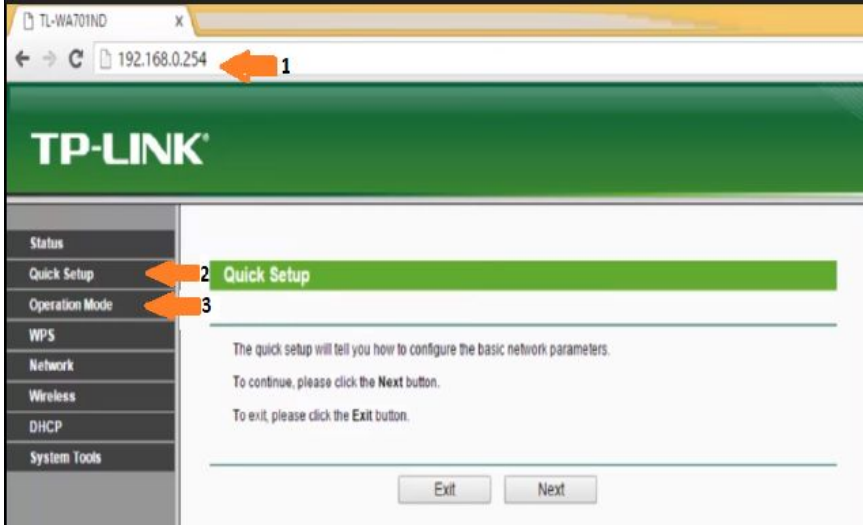 TL-WA701ND x
192.168.0.254 1
TP-LINK®
Status
Quick Setup 2 Quick Setup
Operation Mode 3
WPS
Network
Wireless
DHCP
System Tools
The quick setup will tell you how to configure the basic network parameters.
To continue, please click the Next button.
To exit, please click the Exit button.
Exit Next